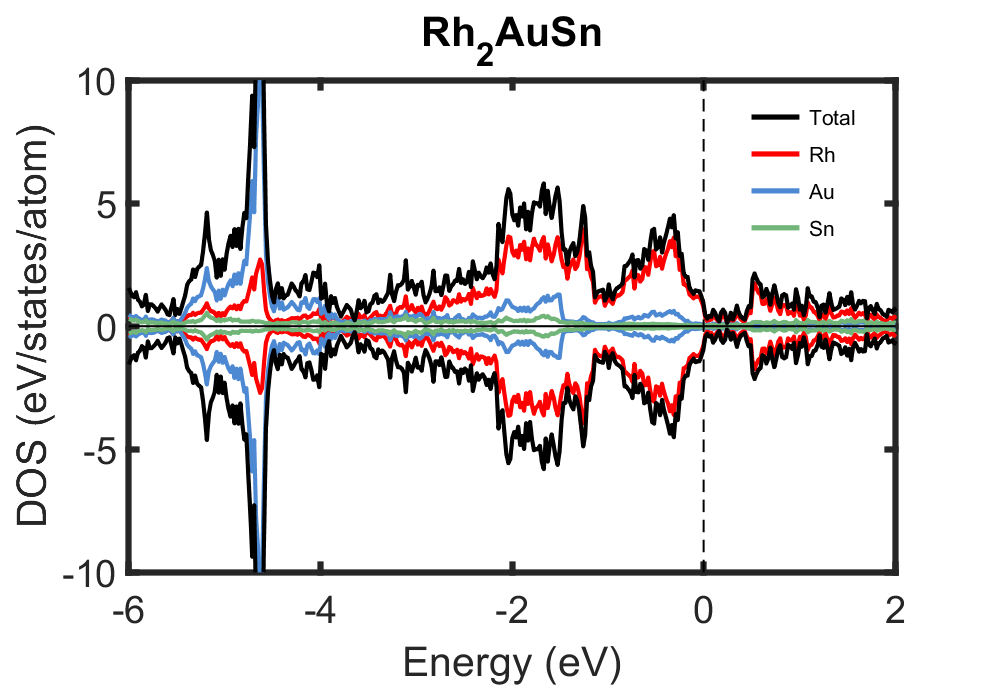 Rh2AuSn
10
5
0
-5
-10
DOS (eV/states/atom)
Total
Rh
Au
Sn
-6 -4 -2 0 2
Energy (eV)